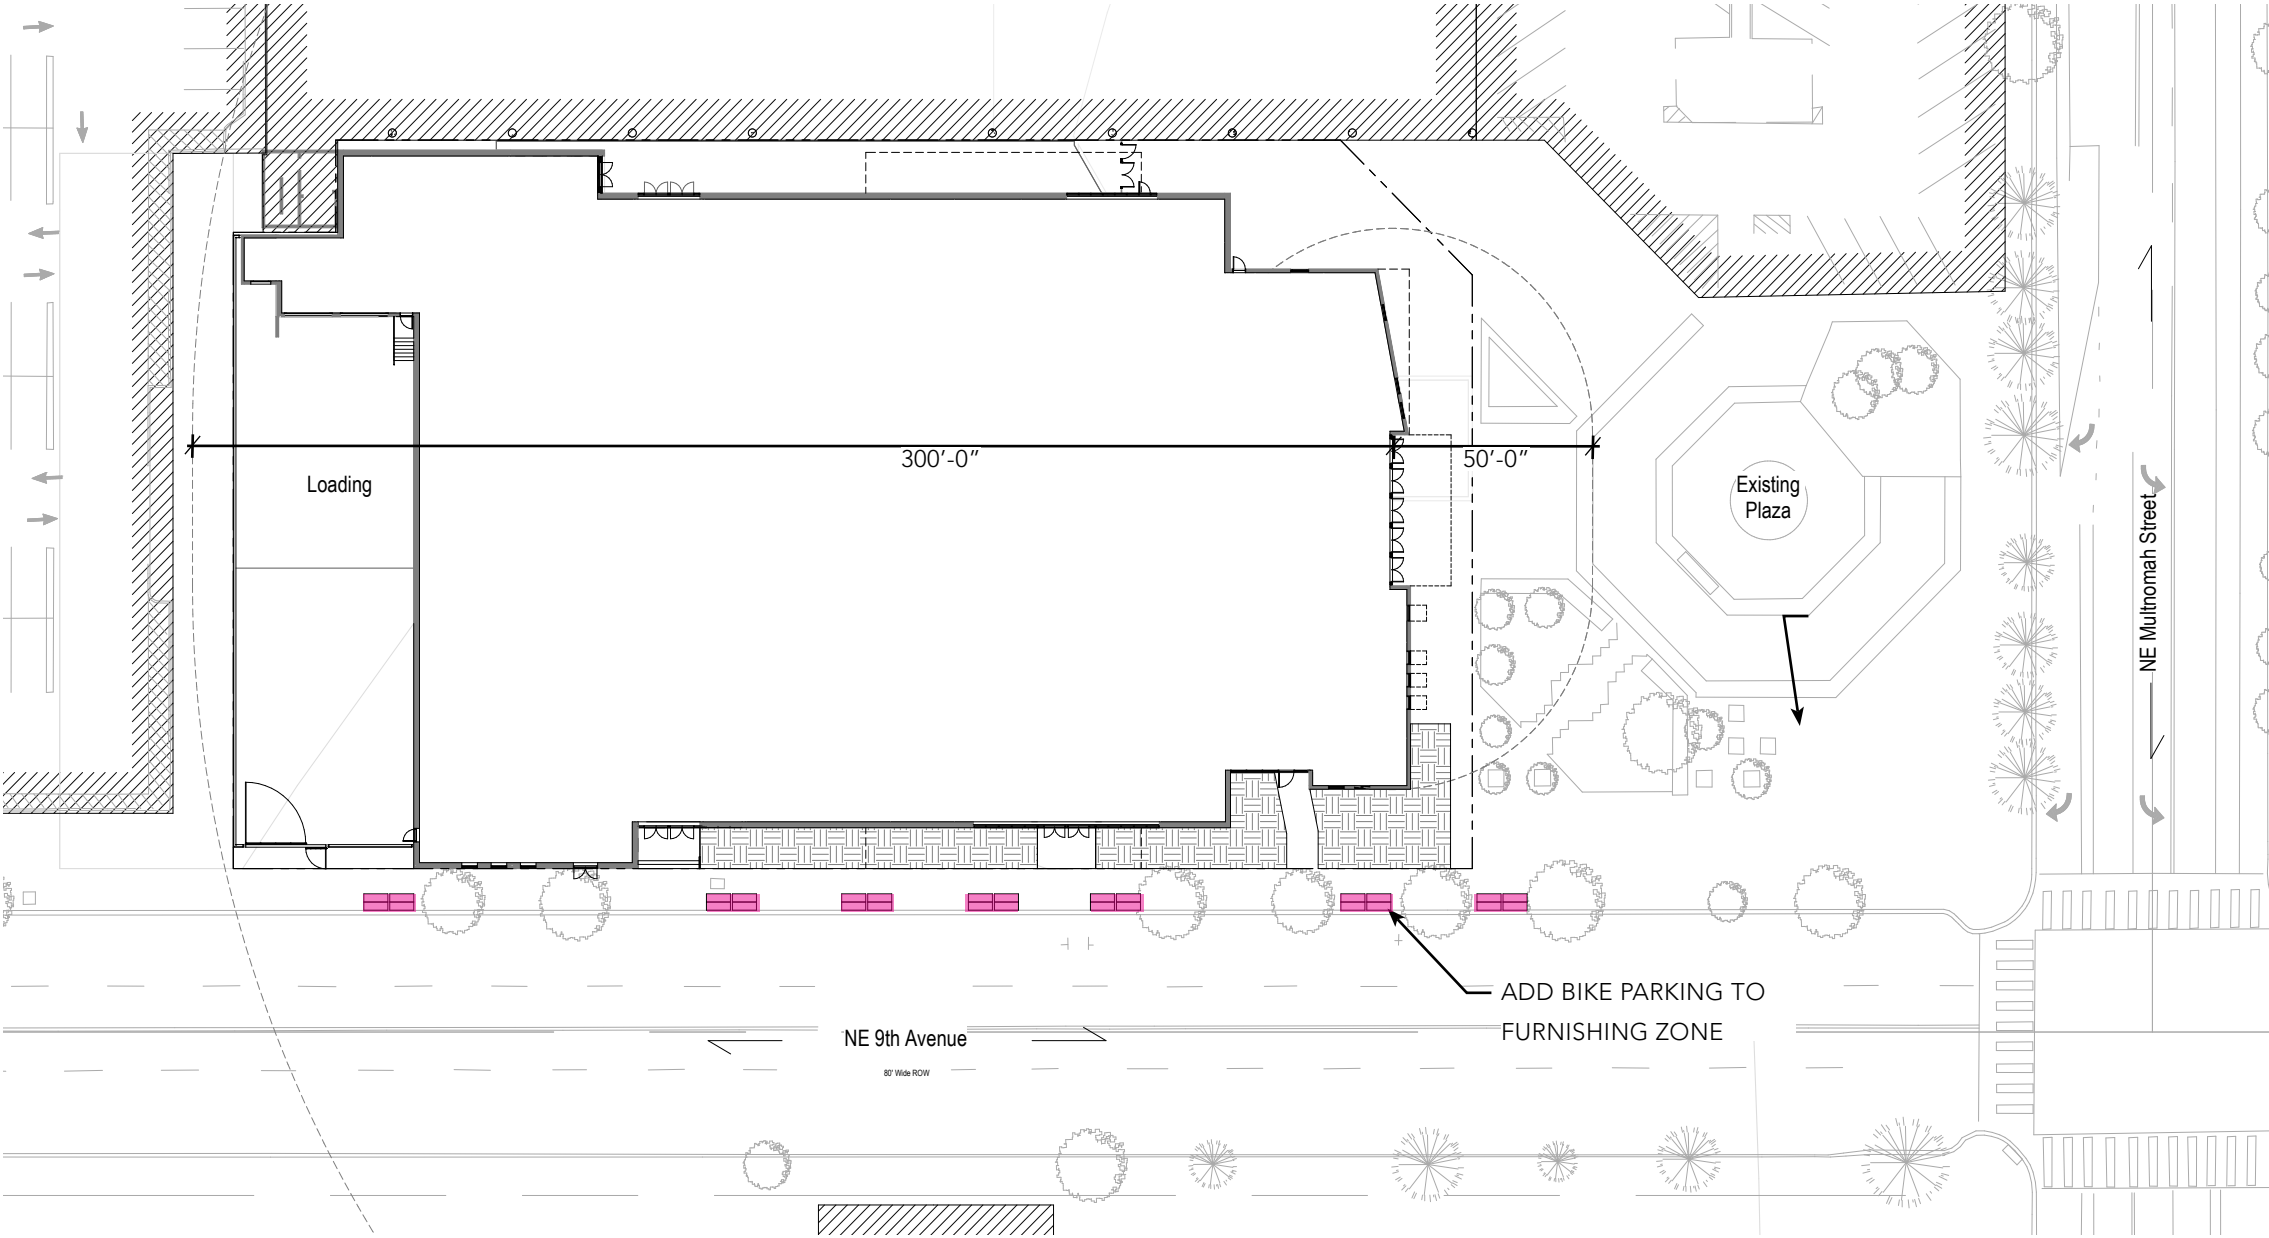 300'-0"
50'-0"
Loading
Existing
Plaza
NE Multnomah Street
ADD BIKE PARKING TO
FURNISHING ZONE
NE 9th Avenue
80' Wide ROW